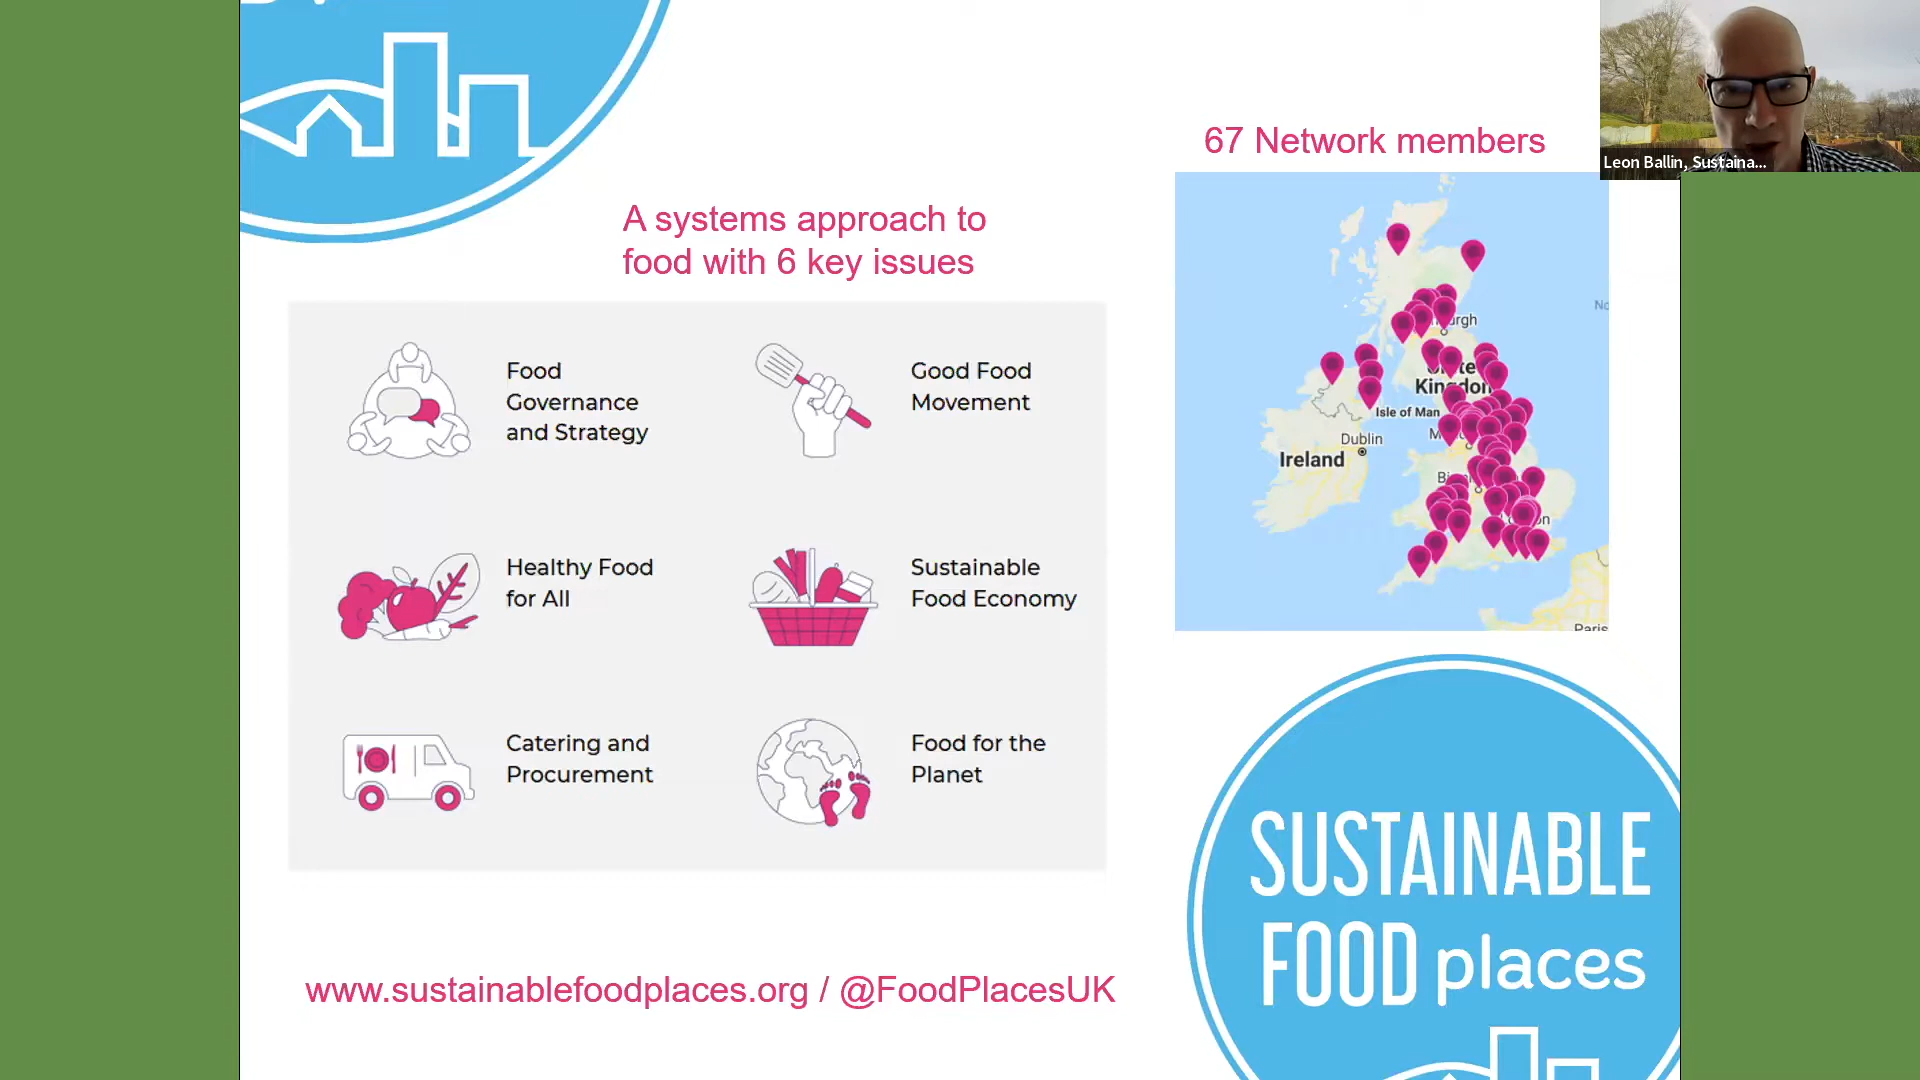 67 Network members
Leon Ballin, Sustaina...
A systems approach to
food with 6 key issues
Food
Governance
and Strategy
Good Food
Movement
Healthy Food
for All
Sustainable
Food Economy
Catering and
Procurement
Food for the
Planet
Kingdom
Isle of Man
Dublin
Ireland
Paris
SUSTAINABLE
FOOD places
www.sustainablefoodplaces.org / @FoodPlacesUK